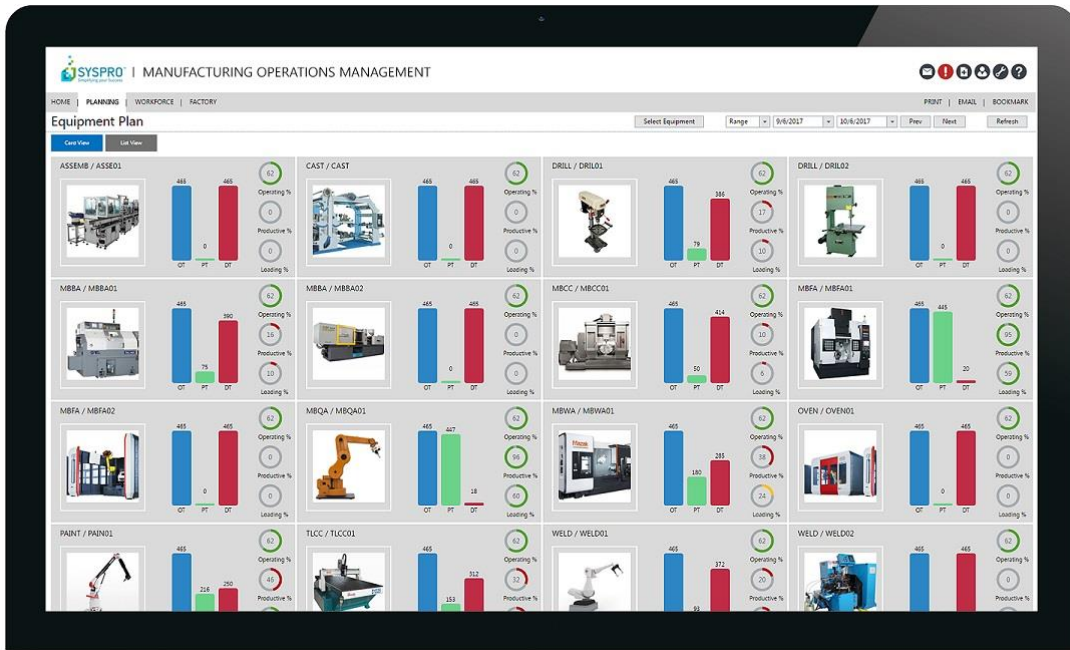 SYSPRO™ | MANUFACTURING OPERATIONS MANAGEMENT
Simplifying your Success
HOME | PLANNING | WORKFORCE | FACTORY PRINT | EMAIL | BOOKMARK
Equipment Plan Select Equipment Range 9/6/2017 10/6/2017 Prev Next Refresh
Card View List View
ASSEMB / ASSE01
465 0 465
OT PT DT
62
Operating %
0
Productive %
0
Loading %
CAST / CAST
465 0 465
OT PT DT
62
Operating %
0
Productive %
0
Loading %
DRILL / DRIL01
465 79 386
OT PT DT
62
Operating %
17
Productive %
10
Loading %
DRILL / DRIL02
465 0 465
OT PT DT
62
Operating %
0
Productive %
0
Loading %
MBBA / MBBA01
465 75 390
OT PT DT
62
Operating %
16
Productive %
10
Loading %
MBBA / MBBA02
465 0 465
OT PT DT
62
Operating %
0
Productive %
0
Loading %
MBCC / MBCC01
465 50 414
OT PT DT
62
Operating %
10
Productive %
6
Loading %
MBFA / MBFA01
465 445 20
OT PT DT
62
Operating %
95
Productive %
59
Loading %
MBFA / MBFA02
465 0 465
OT PT DT
62
Operating %
0
Productive %
0
Loading %
MBQA / MBQA01
465 447 18
OT PT DT
62
Operating %
96
Productive %
60
Loading %
MBWA / MBWA01
Mazak
465 180 285
OT PT DT
62
Operating %
38
Productive %
24
Loading %
OVEN / OVEN01
465 0 465
OT PT DT
62
Operating %
0
Productive %
0
Loading %
PAINT / PAIN01
465 216 250
62
Operating %
46
Productive %
TLCC / TLCC01
465 153 312
62
Operating %
32
Productive %
WELD / WELD01
465 93 372
62
Operating %
20
Productive %
WELD / WELD02
465 0 465
62
Operating %
0
Productive %